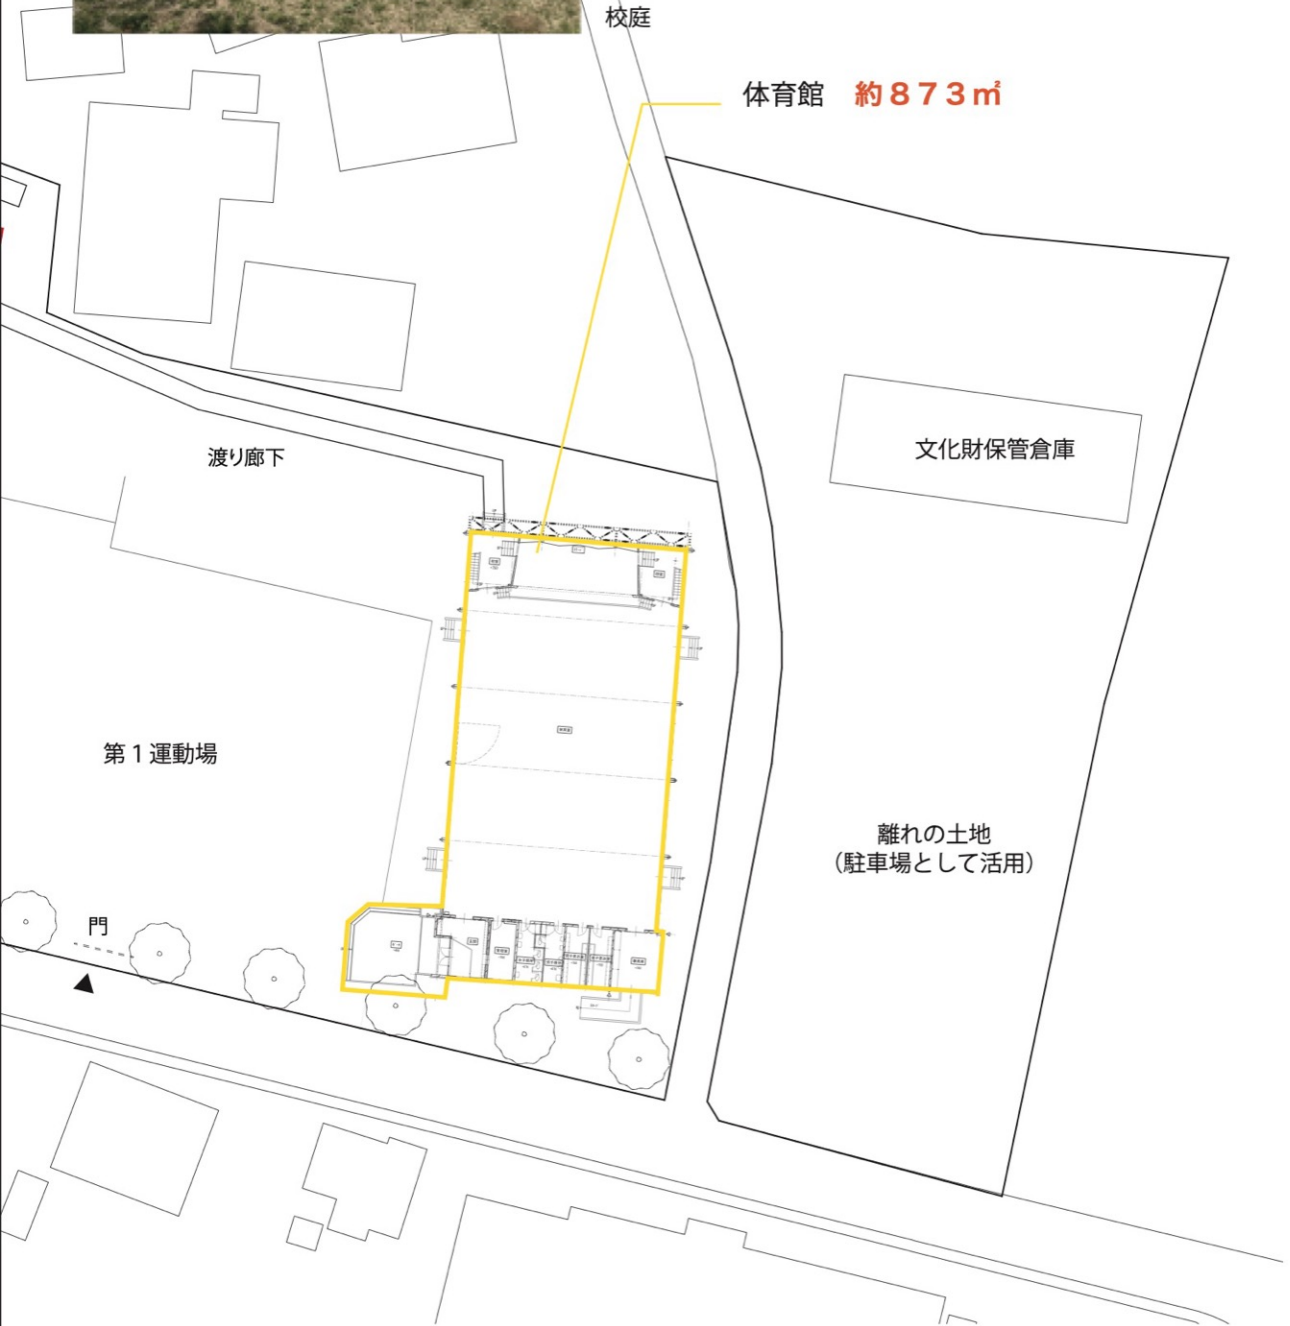 校庭
体育館 約873㎡
文化財保管倉庫
渡り廊下
第1運動場
離れの土地
(駐車場として活用)
門